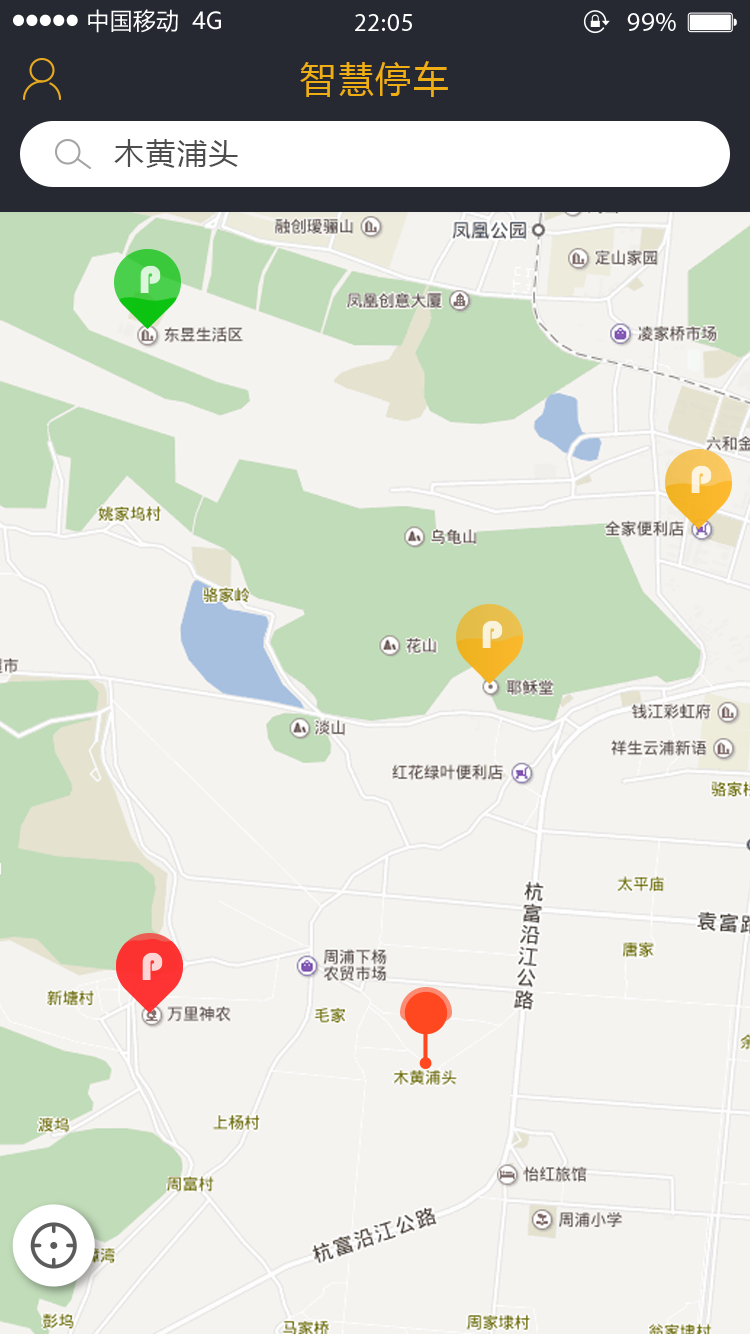 中国移动 4G
22:05
99%
智慧停车
木黄浦头
融创瑷骊山
凤凰公园
定山家园
P
凤凰创意大厦
东昱生活区
凌家桥市场
六和金
P
姚家坞村
全家便利店
乌龟山
骆家岭
P
花山
耶稣堂
市
钱江彩虹府
淡山
祥生云浦新语
红花绿叶便利店
骆家村
太平庙
杭富沿江公路
袁富路
唐家
P
周浦下杨
农贸市场
新塘村
万里神农
毛家
木黄浦头
上杨村
渡坞
怡红旅馆
周富村
周浦小学
杭富沿江公路
湾
彭坞
马家桥
周家埭村
翁家埭村